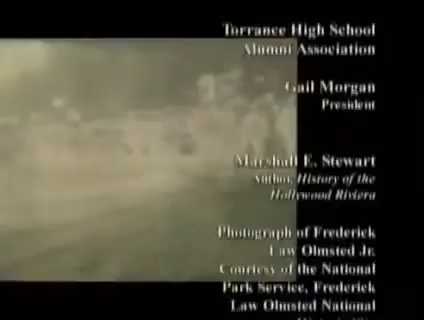 Torrance High School
Alumni Association
Gail Morgan
President
Marshall E. Stewart
Author, History of the
Hollywood Riviera
Photograph of Frederick
Law Olmsted Jr.
Courtesy of the National
Park Service, Frederick
Law Olmsted National